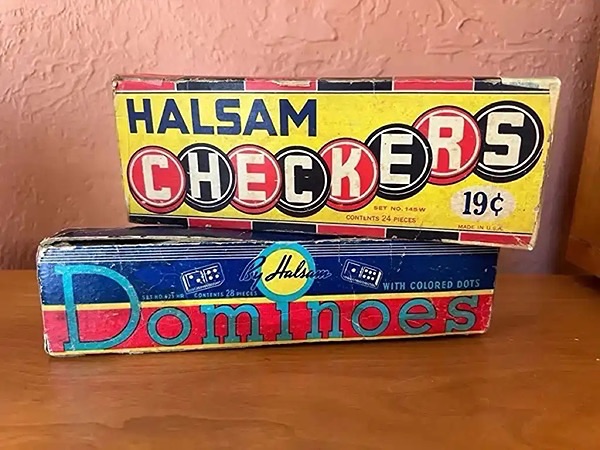 HALSAM
CHECKERS
SET NO. 145W
CONTENTS 24 PIECES
19¢
MADE IN U.S.A.
By Halsam
CONTENTS 28 PIECES
WITH COLORED DOTS
Dominoes